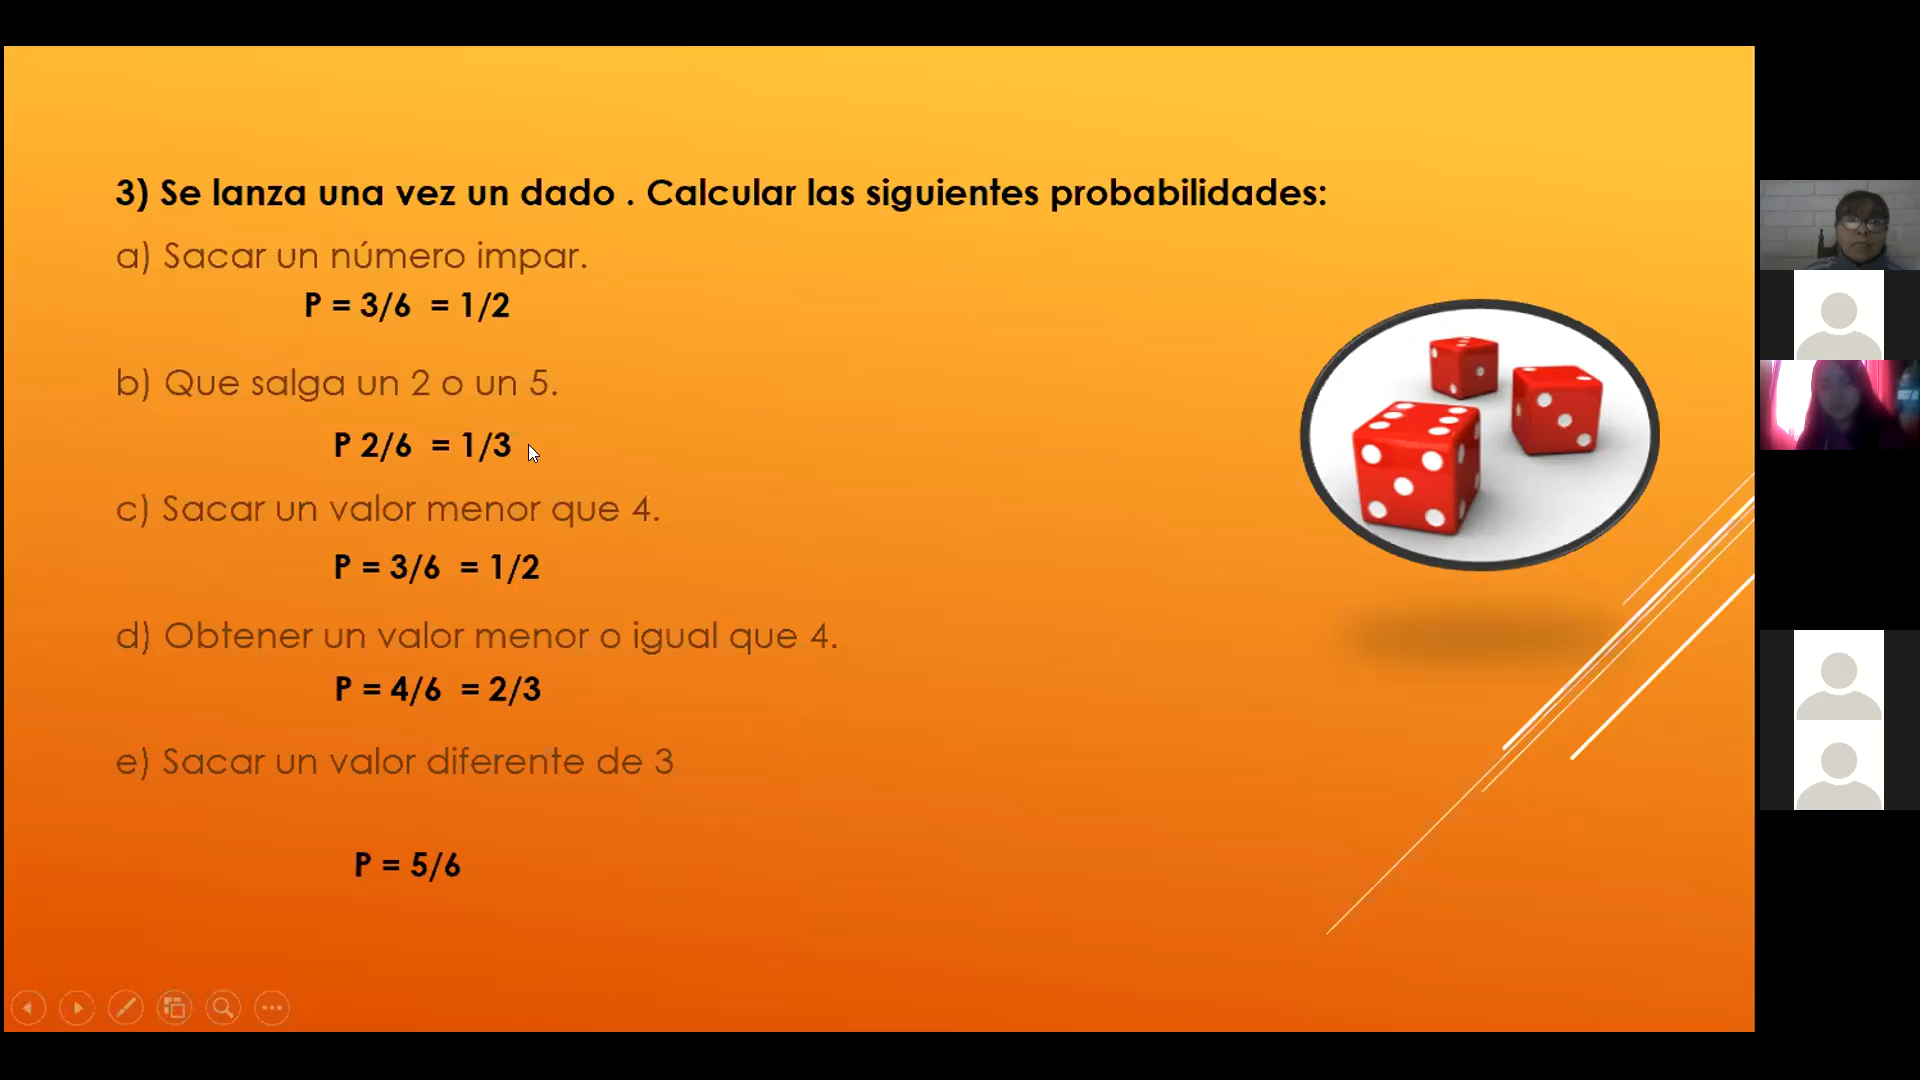 3) Se lanza una vez un dado . Calcular las siguientes probabilidades:
a) Sacar un número impar.
P = 3/6 = 1/2
b) Que salga un 2 o un 5.
P 2/6 = 1/3
c) Sacar un valor menor que 4.
P = 3/6 = 1/2
d) Obtener un valor menor o igual que 4.
P = 4/6 = 2/3
e) Sacar un valor diferente de 3
P = 5/6